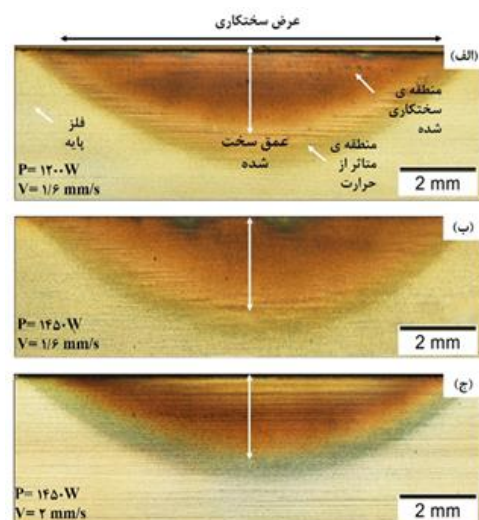 عرض سختکاری
(الف)
منطقه ی
سختکاری
شده
فلز
پایه
عمق سخت
شده
منطقه ی
متاثر از
حرارت
P= ۱۲۰۰W
V= ۱/۶ mm/s
2 mm
(ب)
P= ۱۴۵۰W
V= ۱/۶ mm/s
2 mm
(ج)
P= ۱۴۵۰W
V= ۲ mm/s
2 mm